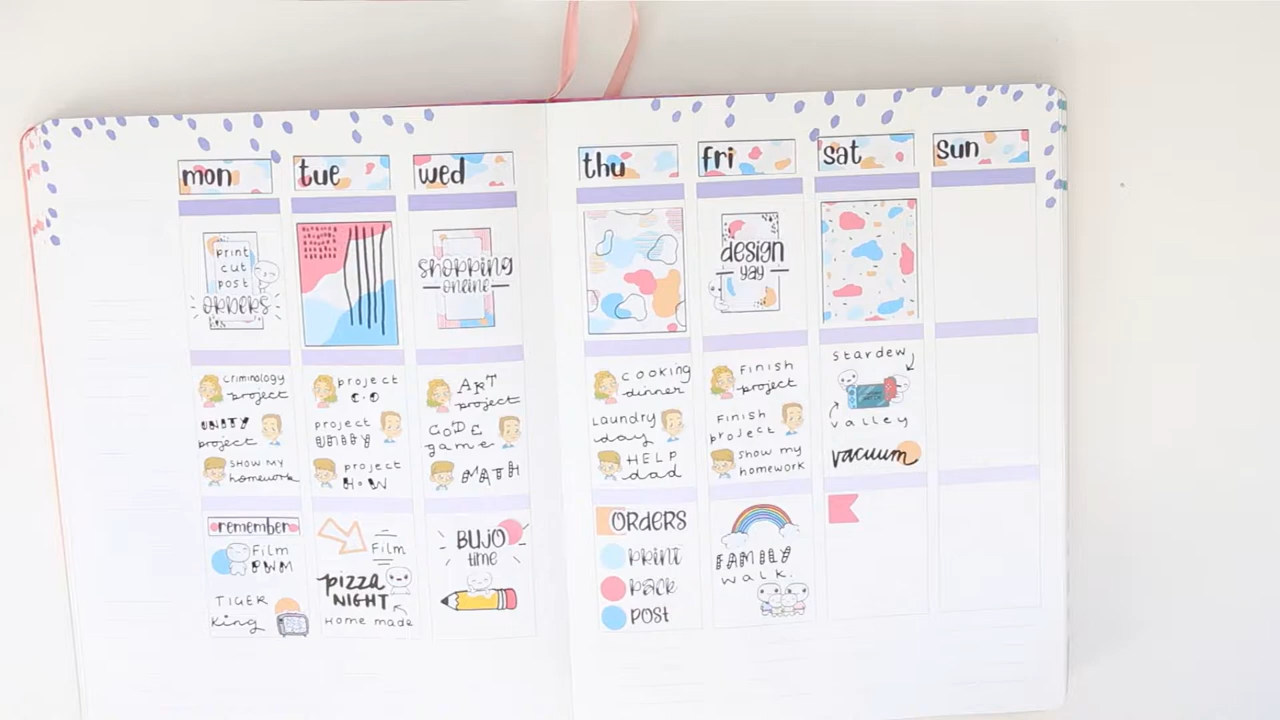 mon
tue
wed
thu
fri
sat
sun
print
cut
post
ORDERS
shopping
online
design
yay
criminology
project
UNITY
project
SHOW MY
homework
project
C.O
project
UNITY
project
H.W
ART
project
CODE
game
MATH
cooking
dinner
Laundry
day
HELP
dad
FINISH
project
FINISH
project
show my
homework
stardew
valley
vacuum
remember
Film
PWM
TIGER
King
Film
pizza
NIGHT
Home made
BUJO
time
ORDERS
PRINT
pack
POST
FAMILY
walk.